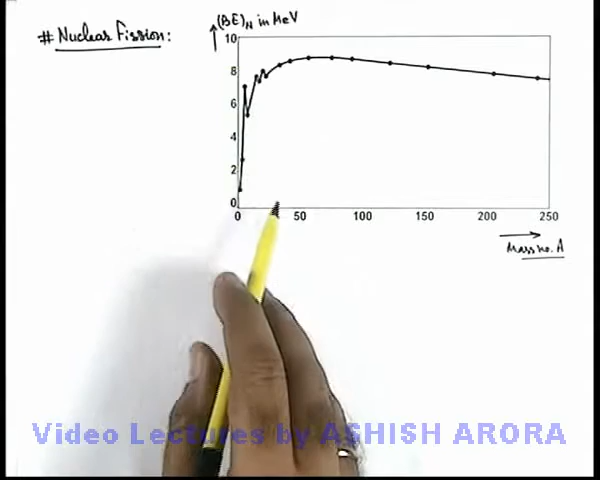 # Nuclear Fission:
(BE)N in MeV
10
8
6
4
2
0
0 50 100 150 200 250
Mass no. A
Video Lectures by ASHISH ARORA